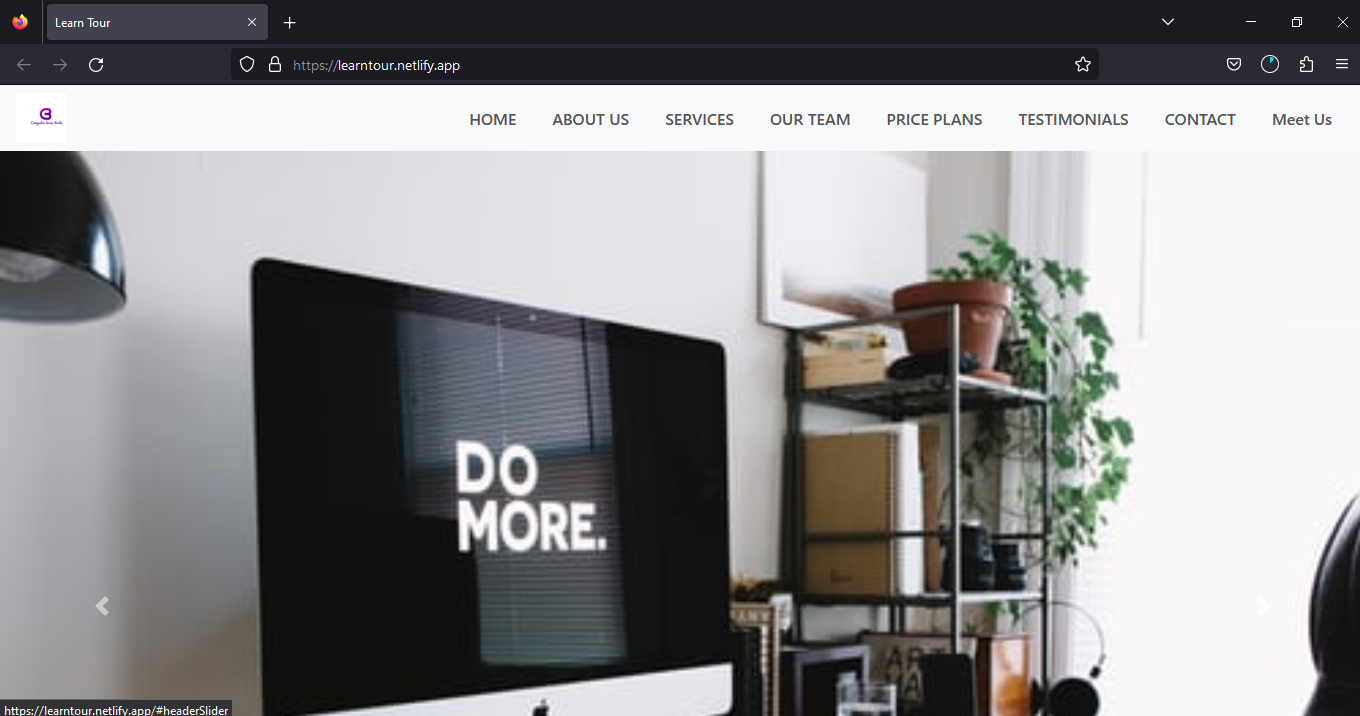 Learn Tour
https://learntour.netlify.app
HOME ABOUT US SERVICES OUR TEAM PRICE PLANS TESTIMONIALS CONTACT Meet Us
DO
MORE.
https://learntour.netlify.app/#headerSlider